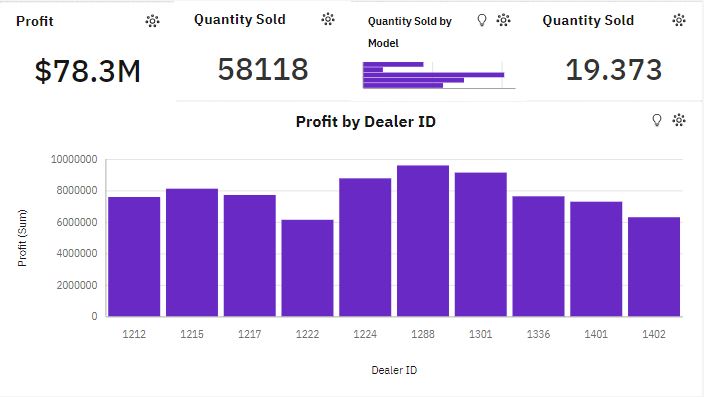 Profit
$78.3M
Quantity Sold
58118
Quantity Sold by
Model
Quantity Sold
19.373
Profit by Dealer ID
Profit (Sum)
10000000
8000000
6000000
4000000
2000000
0
1212 1215 1217 1222 1224 1288 1301 1336 1401 1402
Dealer ID